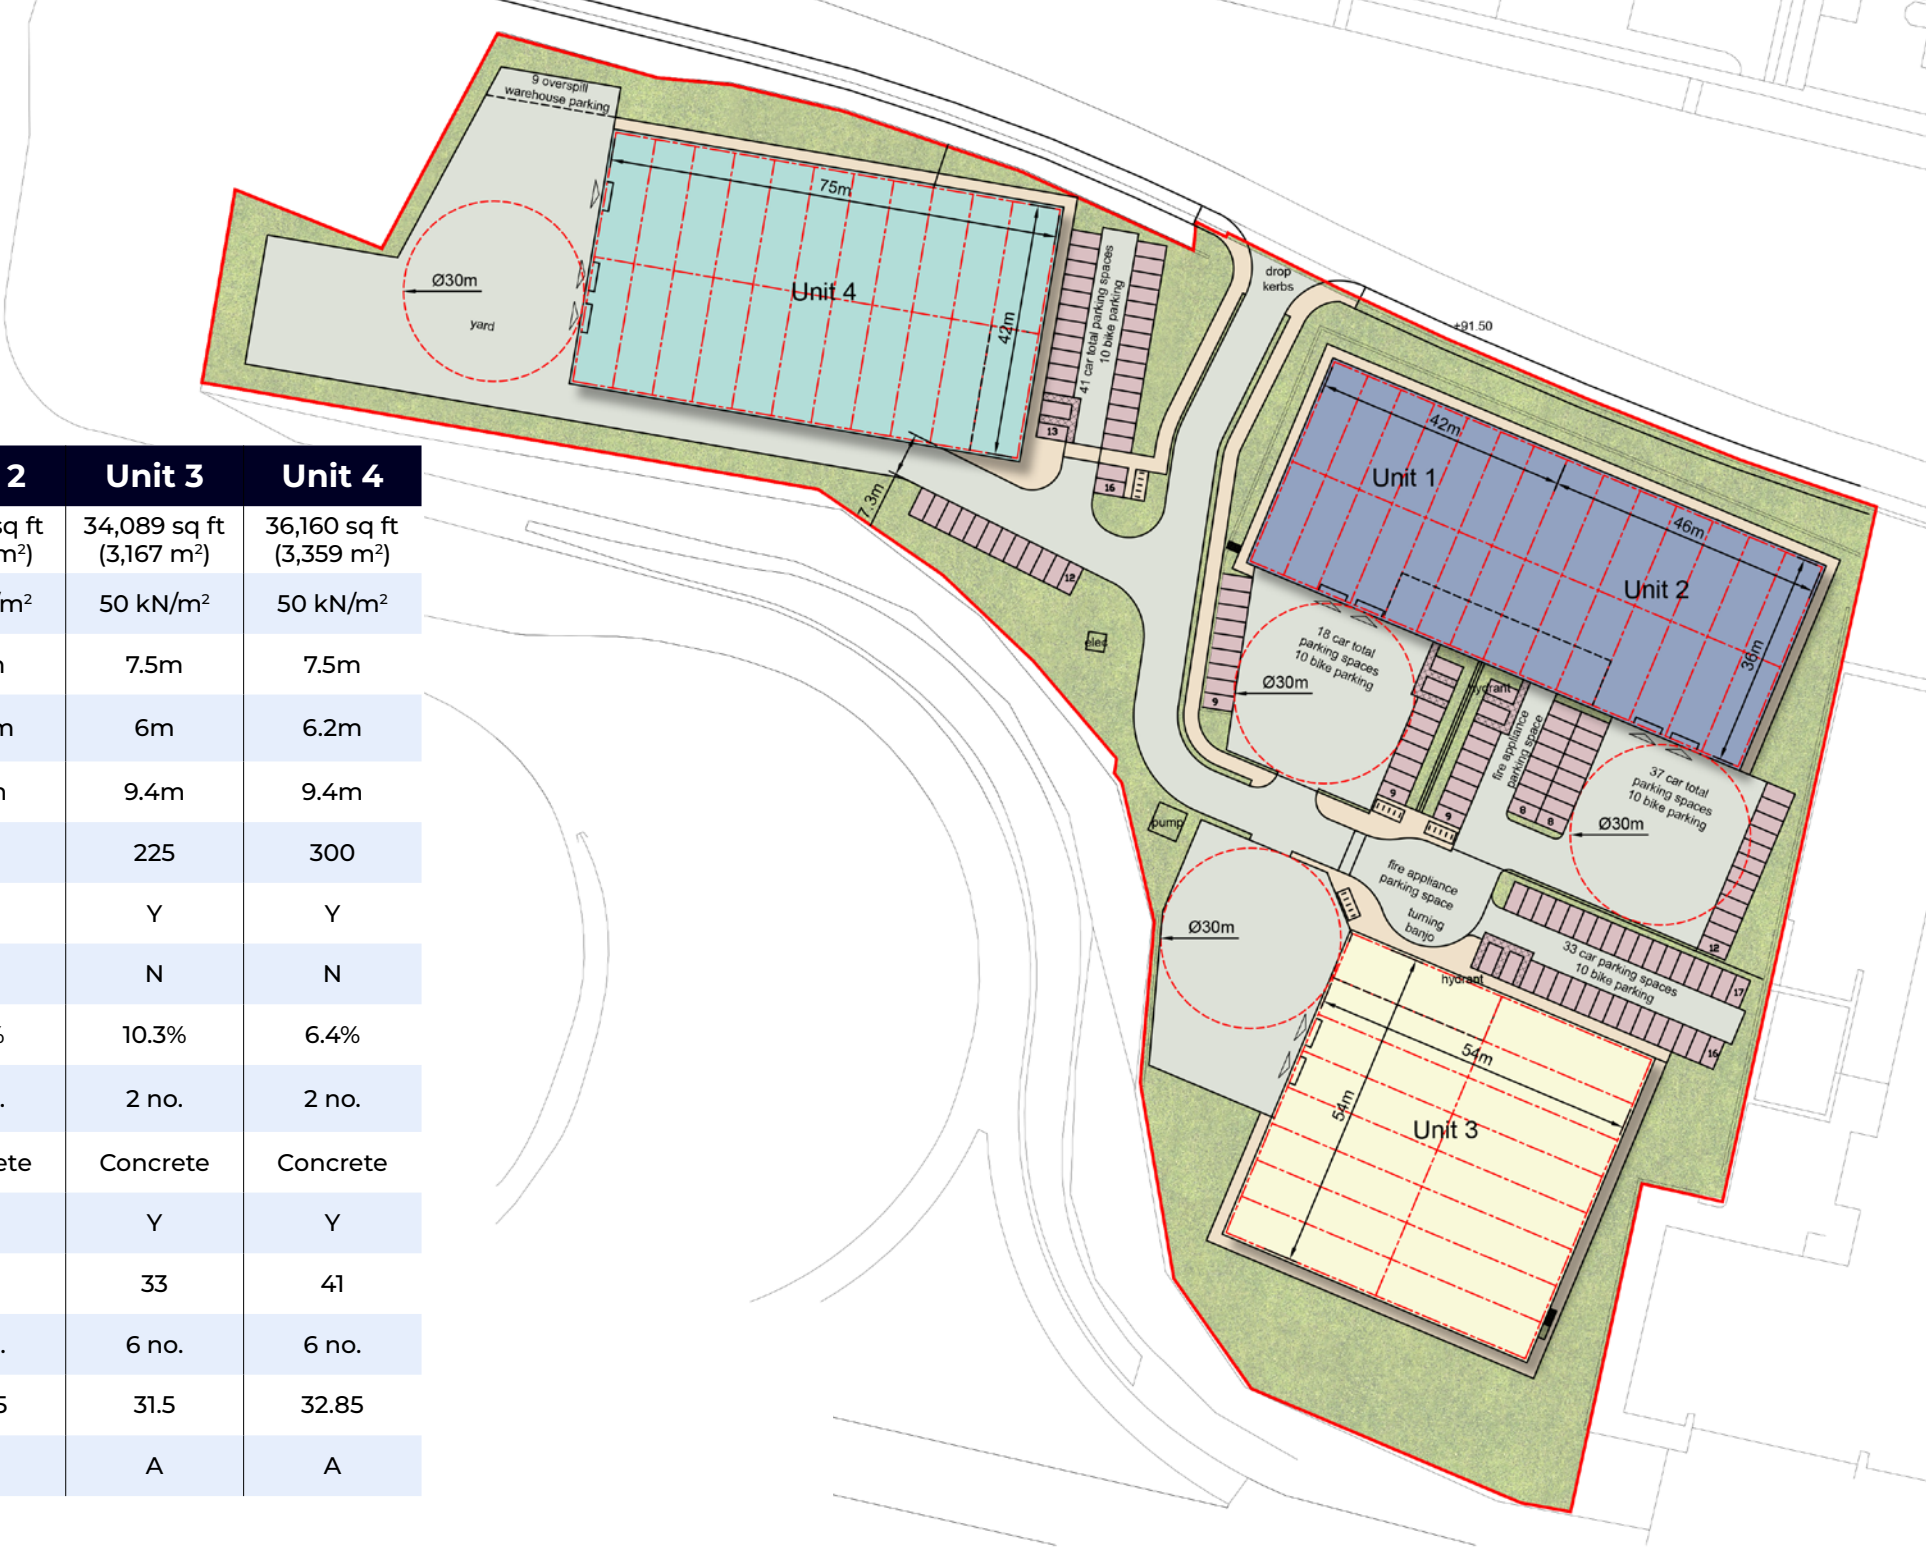 9 overspill
warehouse parking
75m
Unit 4
42m
Ø30m
yard
41 car total parking spaces
10 bike parking
13
16
7.3m
12
elec
drop
kerbs
+91.50
42m
Unit 1
46m
Unit 2
36m
18 car total
parking spaces
10 bike parking
Ø30m
9
9
hydrant
9
fire appliance
parking space
8
8
37 car total
parking spaces
10 bike parking
Ø30m
12
pump
fire appliance
parking space
turning
banjo
Ø30m
33 car parking spaces
10 bike parking
17
16
hydrant
54m
54m
Unit 3
2 Unit 3 Unit 4
sq ft 34,089 sq ft 36,160 sq ft
m²) (3,167 m²) (3,359 m²)
/m² 50 kN/m² 50 kN/m²
7.5m 7.5m
m 6m 6.2m
9.4m 9.4m
225 300
Y Y
N N
% 10.3% 6.4%
. 2 no. 2 no.
ete Concrete Concrete
Y Y
33 41
. 6 no. 6 no.
5 31.5 32.85
A A